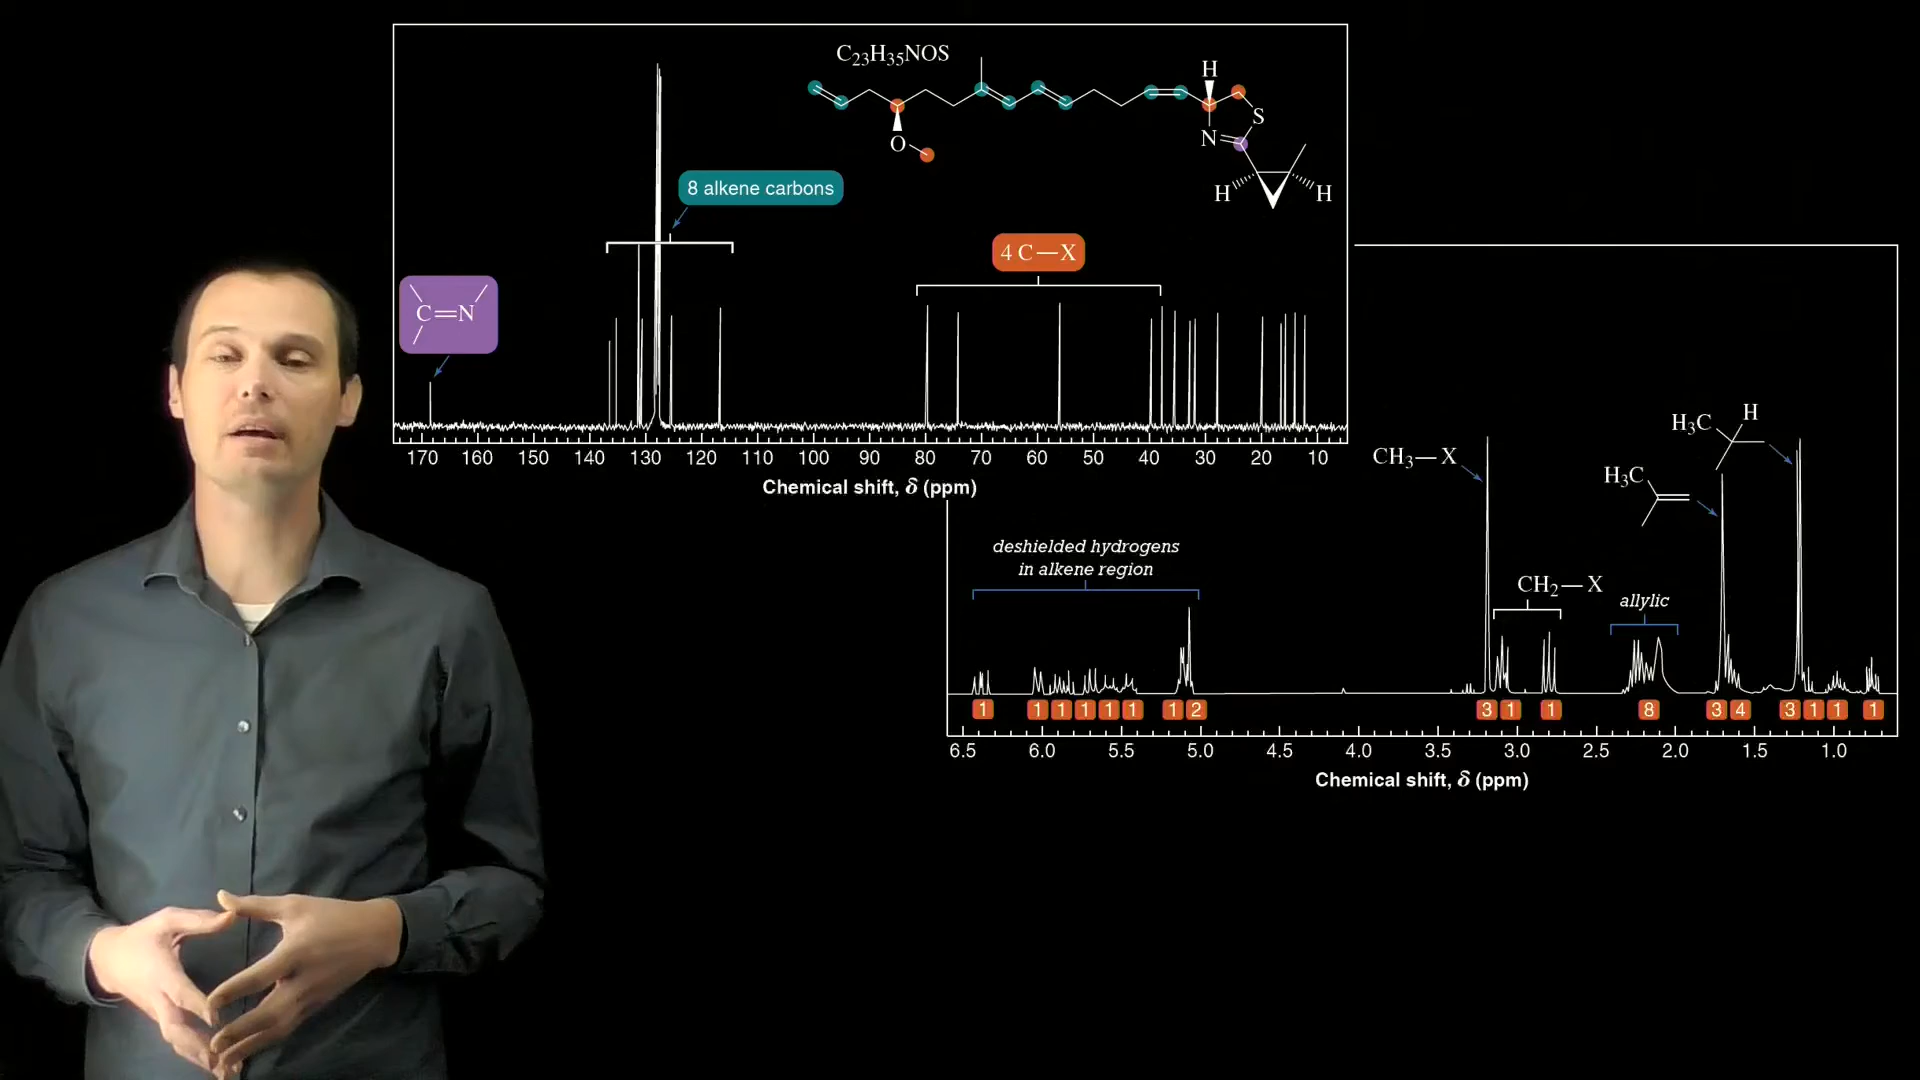 C23H35NOS
H
S
N
O
H
H
8 alkene carbons
4 C—X
C=N
170 160 150 140 130 120 110 100 90 80 70 60 50 40 30 20 10
Chemical shift, δ (ppm)
H
H3C
CH3—X
H3C
deshielded hydrogens
in alkene region
CH2—X
allylic
1 1 1 1 1 1 1 2 3 1 1 8 3 4 3 1 1 1
6.5 6.0 5.5 5.0 4.5 4.0 3.5 3.0 2.5 2.0 1.5 1.0
Chemical shift, δ (ppm)